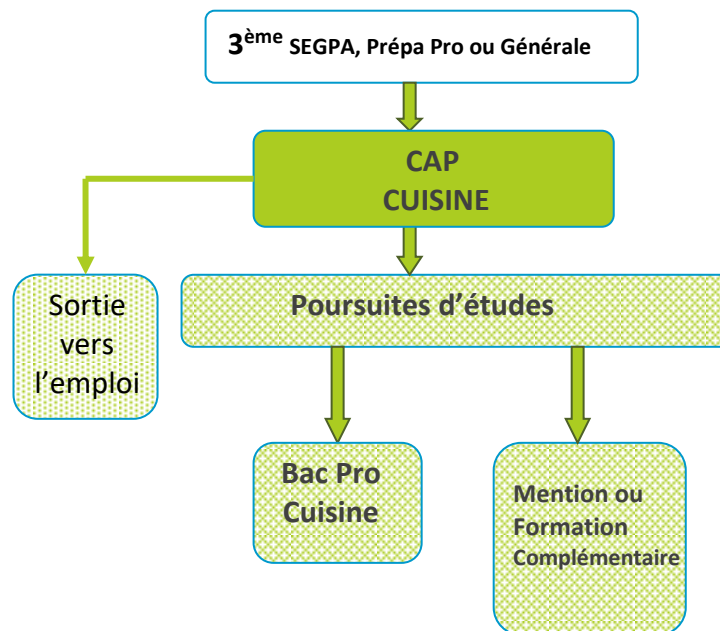 3ème SEGPA, Prépa Pro ou Générale
CAP
CUISINE
Sortie
vers
l’emploi
Poursuites d’études
Bac Pro
Cuisine
Mention ou
Formation
Complémentaire